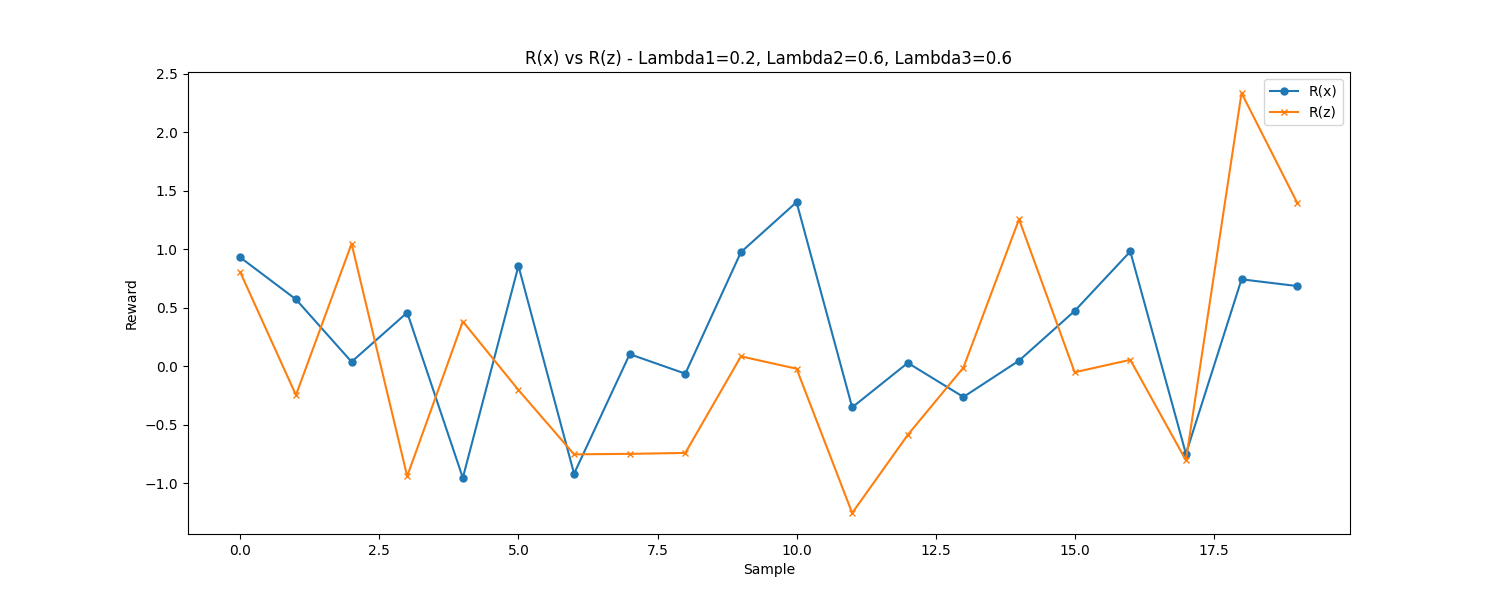 R(x) vs R(z) - Lambda1=0.2, Lambda2=0.6, Lambda3=0.6
R(x)
R(z)
Reward
2.5
2.0
1.5
1.0
0.5
0.0
−0.5
−1.0
0.0 2.5 5.0 7.5 10.0 12.5 15.0 17.5
Sample